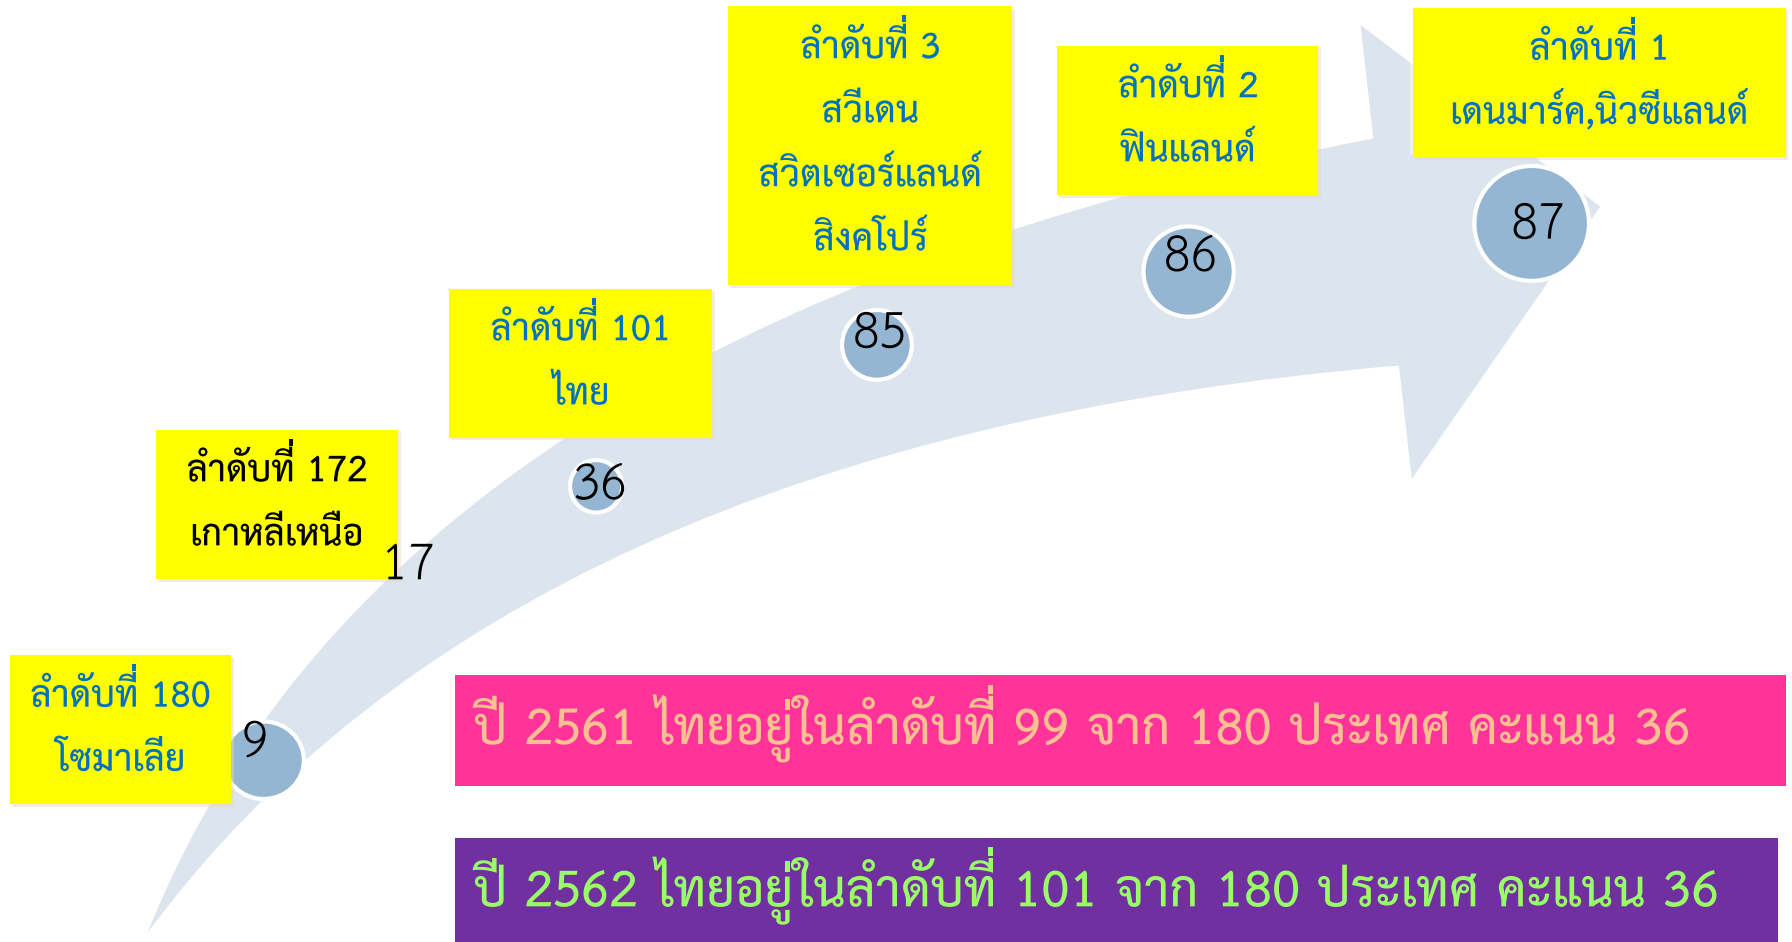 ลำดับที่ 3
สวีเดน
สวิตเซอร์แลนด์
สิงคโปร์
85
ลำดับที่ 2
ฟินแลนด์
86
ลำดับที่ 1
เดนมาร์ค,นิวซีแลนด์
87
ลำดับที่ 101
ไทย
36
ลำดับที่ 172
เกาหลีเหนือ
17
ลำดับที่ 180
โซมาเลีย
9
ปี 2561 ไทยอยู่ในลำดับที่ 99 จาก 180 ประเทศ คะแนน 36
ปี 2562 ไทยอยู่ในลำดับที่ 101 จาก 180 ประเทศ คะแนน 36